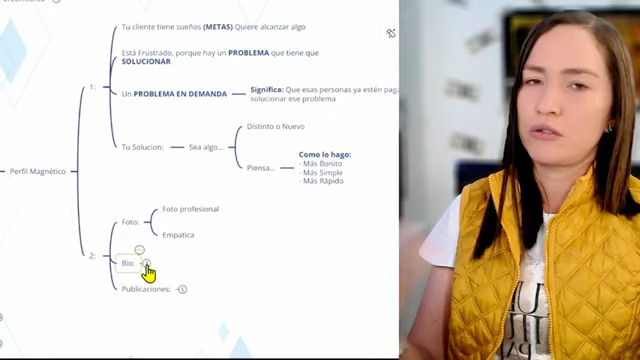 Tu cliente tiene sueños (METAS) Quiere alcanzar algo
Está Frustrado, porque hay un PROBLEMA que tiene que
SOLUCIONAR
1:
Un PROBLEMA EN DEMANDA
Significa: Que esas personas ya estén
solucionar ese problema
Tu Solucion:
Sea algo...
Distinto o Nuevo
Piensa...
Como lo hago:
- Más Bonito
- Más Simple
- Más Rápido
Perfil Magnético
2:
Foto:
Foto profesional
Empatica
Bio:
Publicaciones:
5